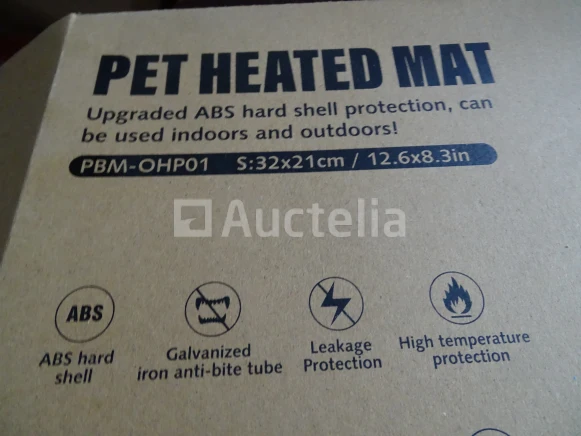 PET HEATED MAT
Upgraded ABS hard shell protection, can
be used indoors and outdoors!
PBM-OHP01 S:32x21cm / 12.6x8.3in
Auctelia
ABS
ABS hard
shell
Galvanized
iron anti-bite tube
Leakage
Protection
High temperature
protection